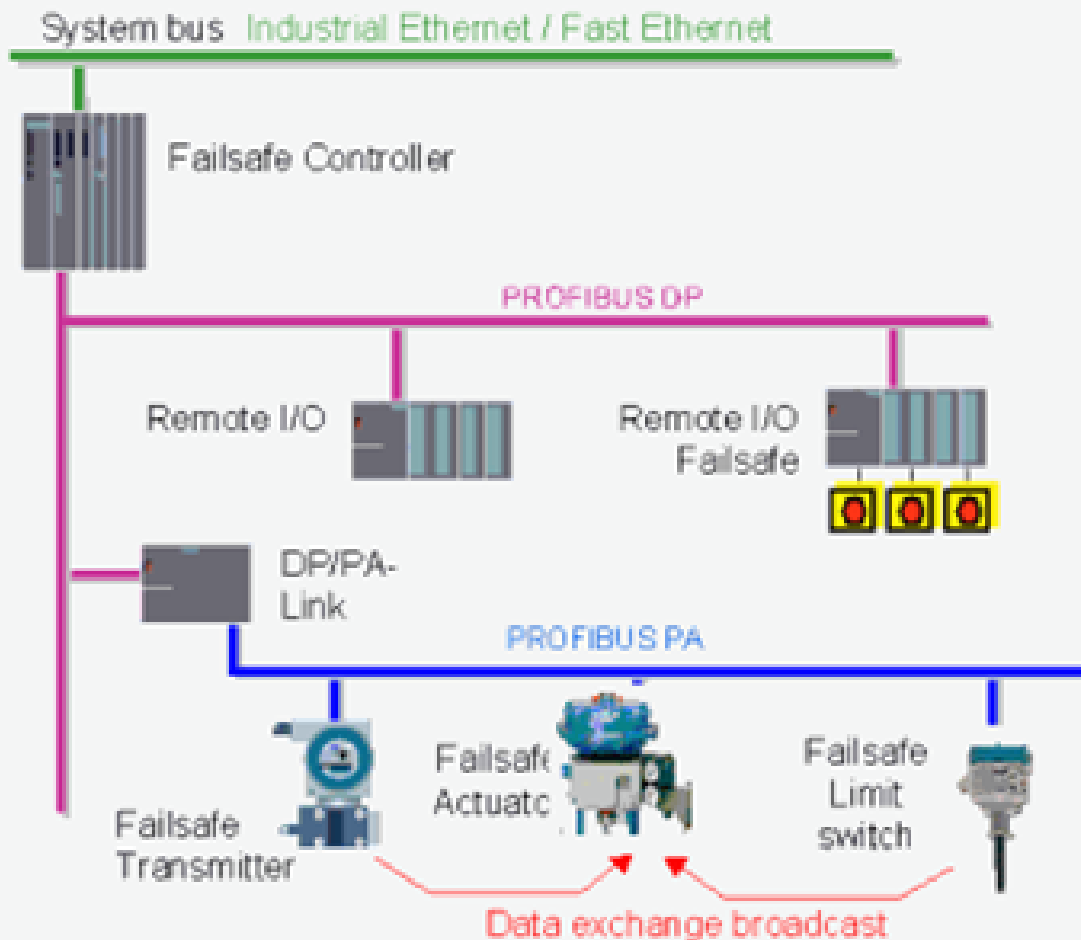 System bus Industrial Ethernet / Fast Ethernet
Failsafe Controller
PROFIBUS DP
Remote I/O
Remote I/O
Failsafe
DP/PA-
Link
PROFIBUS PA
Failsafe
Actuato
Failsafe
Limit
switch
Failsafe
Transmitter
Data exchange broadcast